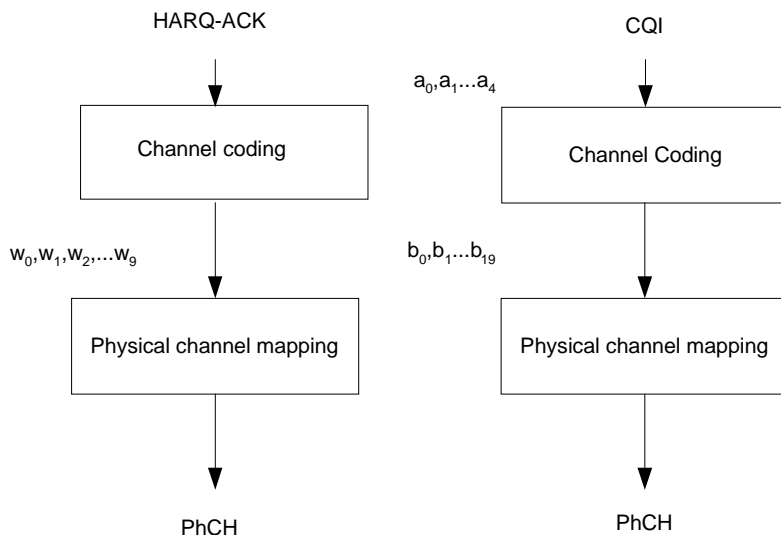 HARQ-ACK
Channel coding
w0,w1,w2,...w9
Physical channel mapping
PhCH
CQI
a0,a1...a4
Channel Coding
b0,b1...b19
Physical channel mapping
PhCH